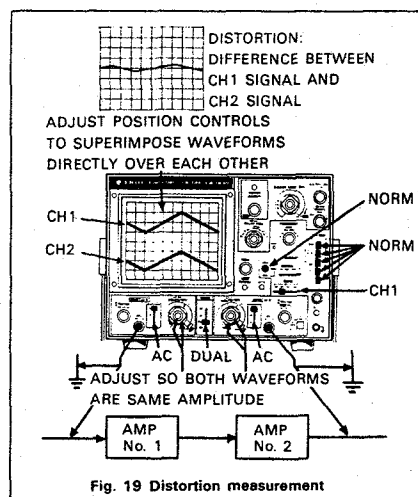 DISTORTION:
DIFFERENCE BETWEEN
CH1 SIGNAL AND
CH2 SIGNAL
ADJUST POSITION CONTROLS
TO SUPERIMPOSE WAVEFORMS
DIRECTLY OVER EACH OTHER
NORM
CH1
NORM
CH2
CH1
AC
DUAL
AC
ADJUST SO BOTH WAVEFORMS
ARE SAME AMPLITUDE
AMP
No. 1
AMP
No. 2
Fig. 19 Distortion measurement